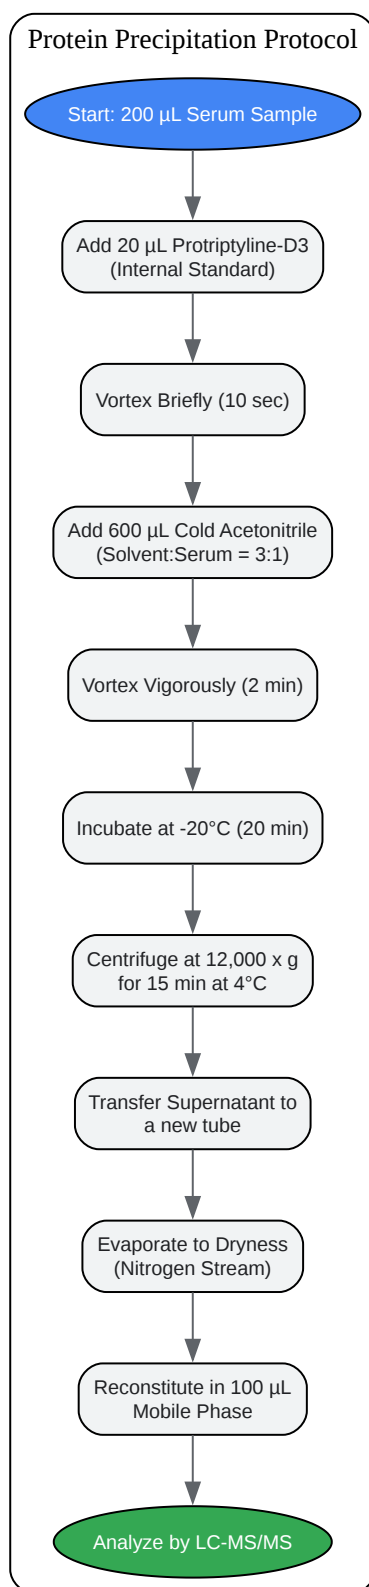 Protein Precipitation Protocol
Start: 200 µL Serum Sample
Add 20 µL Protriptyline-D3
(Internal Standard)
Vortex Briefly (10 sec)
Add 600 µL Cold Acetonitrile
(Solvent:Serum = 3:1)
Vortex Vigorously (2 min)
Incubate at -20°C (20 min)
Centrifuge at 12,000 x g
for 15 min at 4°C
Transfer Supernatant to
a new tube
Evaporate to Dryness
(Nitrogen Stream)
Reconstitute in 100 µL
Mobile Phase
Analyze by LC-MS/MS